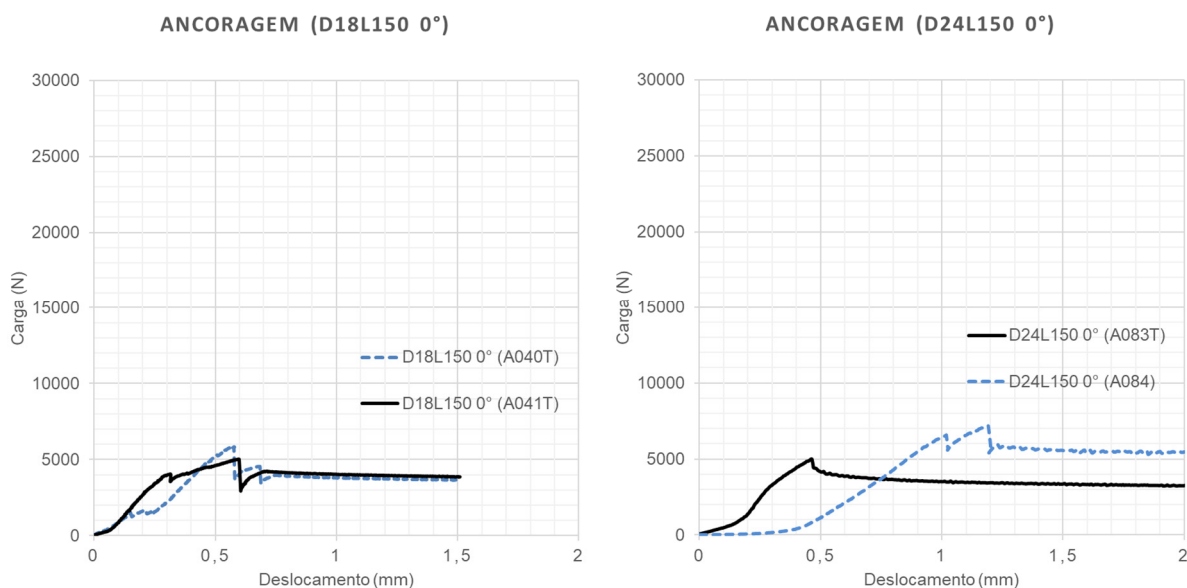 ANCORAGEM (D18L150 0°)
30000
25000
20000
15000
10000
5000
0
Carga (N)
D18L150 0° (A040T)
D18L150 0° (A041T)
0
0,5
1
1,5
2
Deslocamento (mm)
ANCORAGEM (D24L150 0°)
30000
25000
20000
15000
10000
5000
0
Carga (N)
D24L150 0° (A083T)
D24L150 0° (A084)
0
0,5
1
1,5
2
Deslocamento (mm)